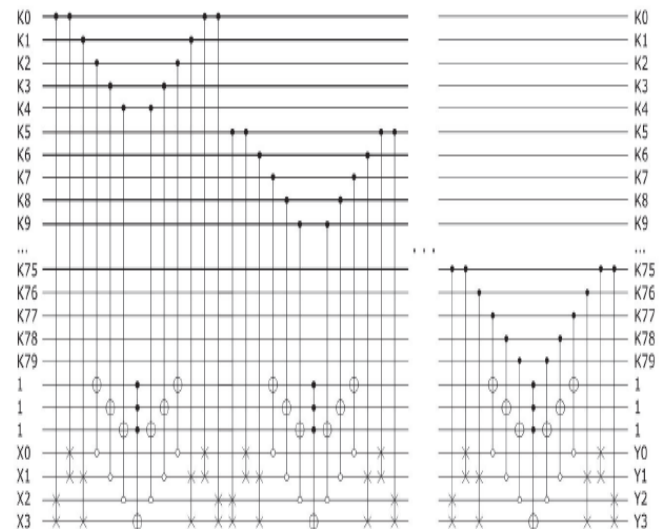 K0 K0
K1 K1
K2 K2
K3 K3
K4 K4
K5 K5
K6 K6
K7 K7
K8 K8
K9 K9
... ... ...
K75 K75
K76 K76
K77 K77
K78 K78
K79 K79
1 1
1 1
1 1
X0 Y0
X1 Y1
X2 Y2
X3 Y3